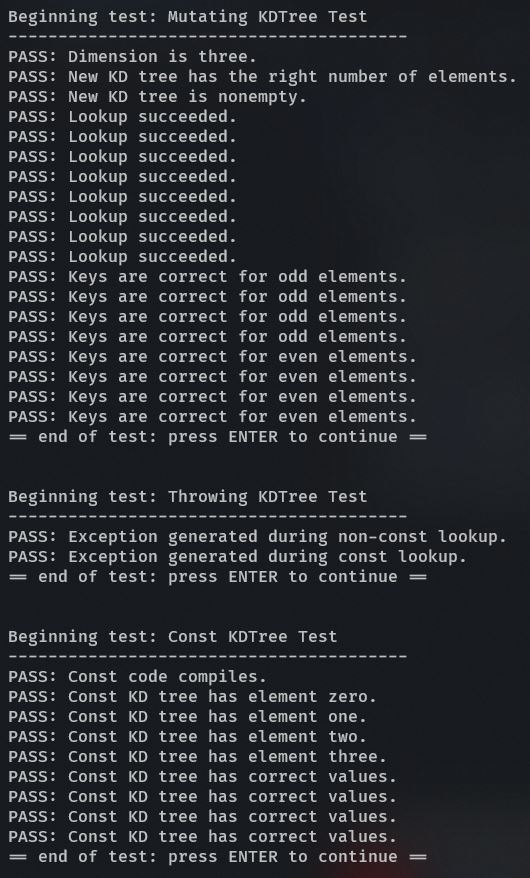 Beginning test: Mutating KDTree Test
----------------------------------------
PASS: Dimension is three.
PASS: New KD tree has the right number of elements.
PASS: New KD tree is nonempty.
PASS: Lookup succeeded.
PASS: Lookup succeeded.
PASS: Lookup succeeded.
PASS: Lookup succeeded.
PASS: Lookup succeeded.
PASS: Lookup succeeded.
PASS: Lookup succeeded.
PASS: Lookup succeeded.
PASS: Keys are correct for odd elements.
PASS: Keys are correct for odd elements.
PASS: Keys are correct for odd elements.
PASS: Keys are correct for odd elements.
PASS: Keys are correct for even elements.
PASS: Keys are correct for even elements.
PASS: Keys are correct for even elements.
PASS: Keys are correct for even elements.
== end of test: press ENTER to continue ==
Beginning test: Throwing KDTree Test
----------------------------------------
PASS: Exception generated during non-const lookup.
PASS: Exception generated during const lookup.
== end of test: press ENTER to continue ==
Beginning test: Const KDTree Test
----------------------------------------
PASS: Const code compiles.
PASS: Const KD tree has element zero.
PASS: Const KD tree has element one.
PASS: Const KD tree has element two.
PASS: Const KD tree has element three.
PASS: Const KD tree has correct values.
PASS: Const KD tree has correct values.
PASS: Const KD tree has correct values.
PASS: Const KD tree has correct values.
== end of test: press ENTER to continue ==